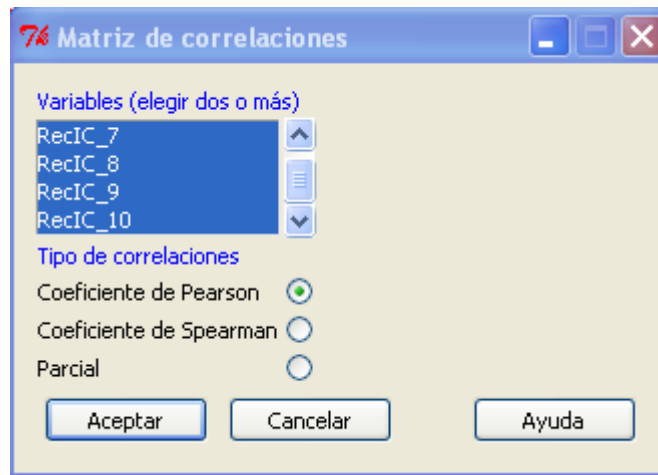 Matriz de correlaciones
Variables (elegir dos o más)
RecIC_7
RecIC_8
RecIC_9
RecIC_10
Tipo de correlaciones
Coeficiente de Pearson
Coeficiente de Spearman
Parcial
Aceptar Cancelar Ayuda